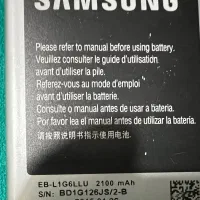 SAMSUNG
Please refer to manual before using battery.
Veuillez consulter le guide d'utilisation
avant d'utiliser la pile.
Referez-vous au mode d'emploi
avant d'utiliser la batterie.
Consulte o manual antes de usar a bateria.
Por favor lea el manual antes de utilizar la batería.
请按照说明书指示使用电池.
EB-L1G6LLU 2100 mAh
S/N: BD1G126JS/2-B